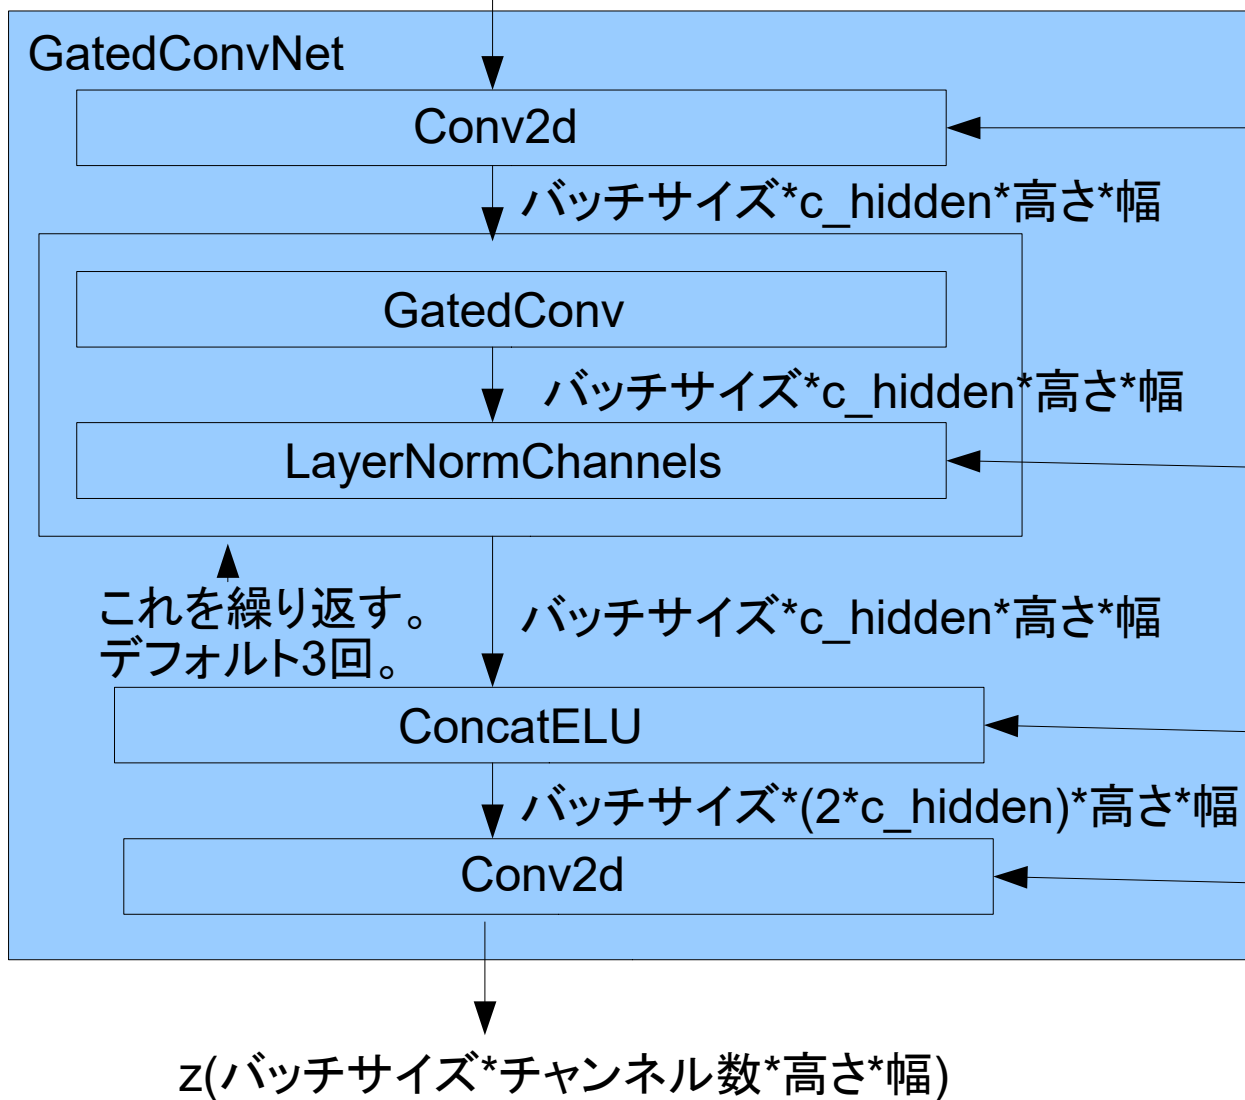 GatedConvNet
Conv2d
バッチサイズ*c_hidden*高さ*幅
GatedConv
バッチサイズ*c_hidden*高さ*幅
LayerNormChannels
これを繰り返す。
デフォルト3回。
バッチサイズ*c_hidden*高さ*幅
ConcatELU
バッチサイズ*(2*c_hidden)*高さ*幅
Conv2d
z(バッチサイズ*チャンネル数*高さ*幅)